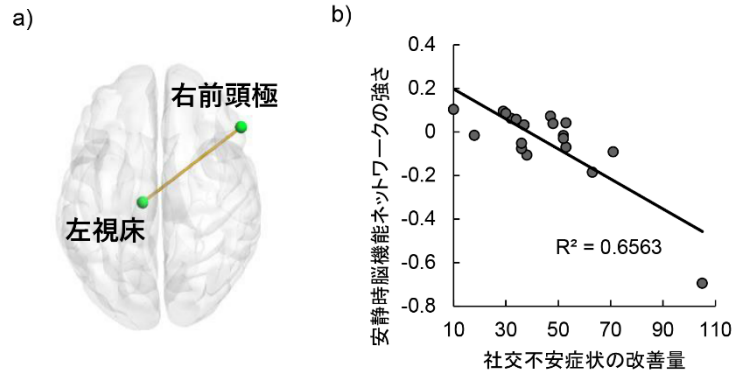 a)
右前頭極
左視床
b)
安静時脳機能ネットワークの強さ
0.4
0.2
0
-0.2
-0.4
-0.6
-0.8
R² = 0.6563
10 30 50 70 90 110
社交不安症状の改善量